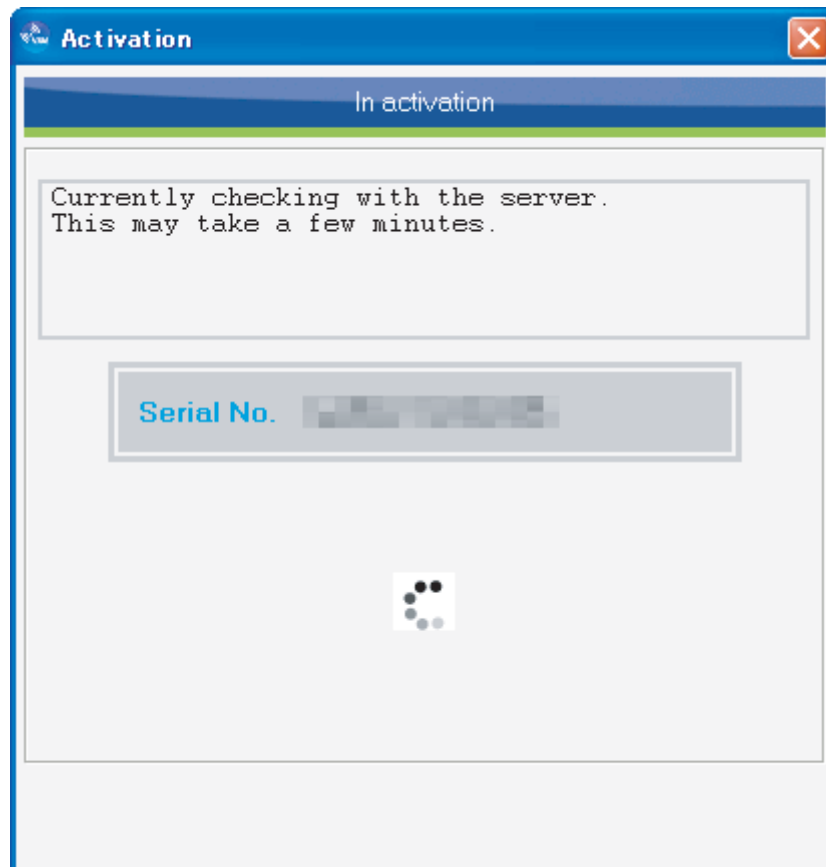 Activation
In activation
Currently checking with the server.
This may take a few minutes.
Serial No.